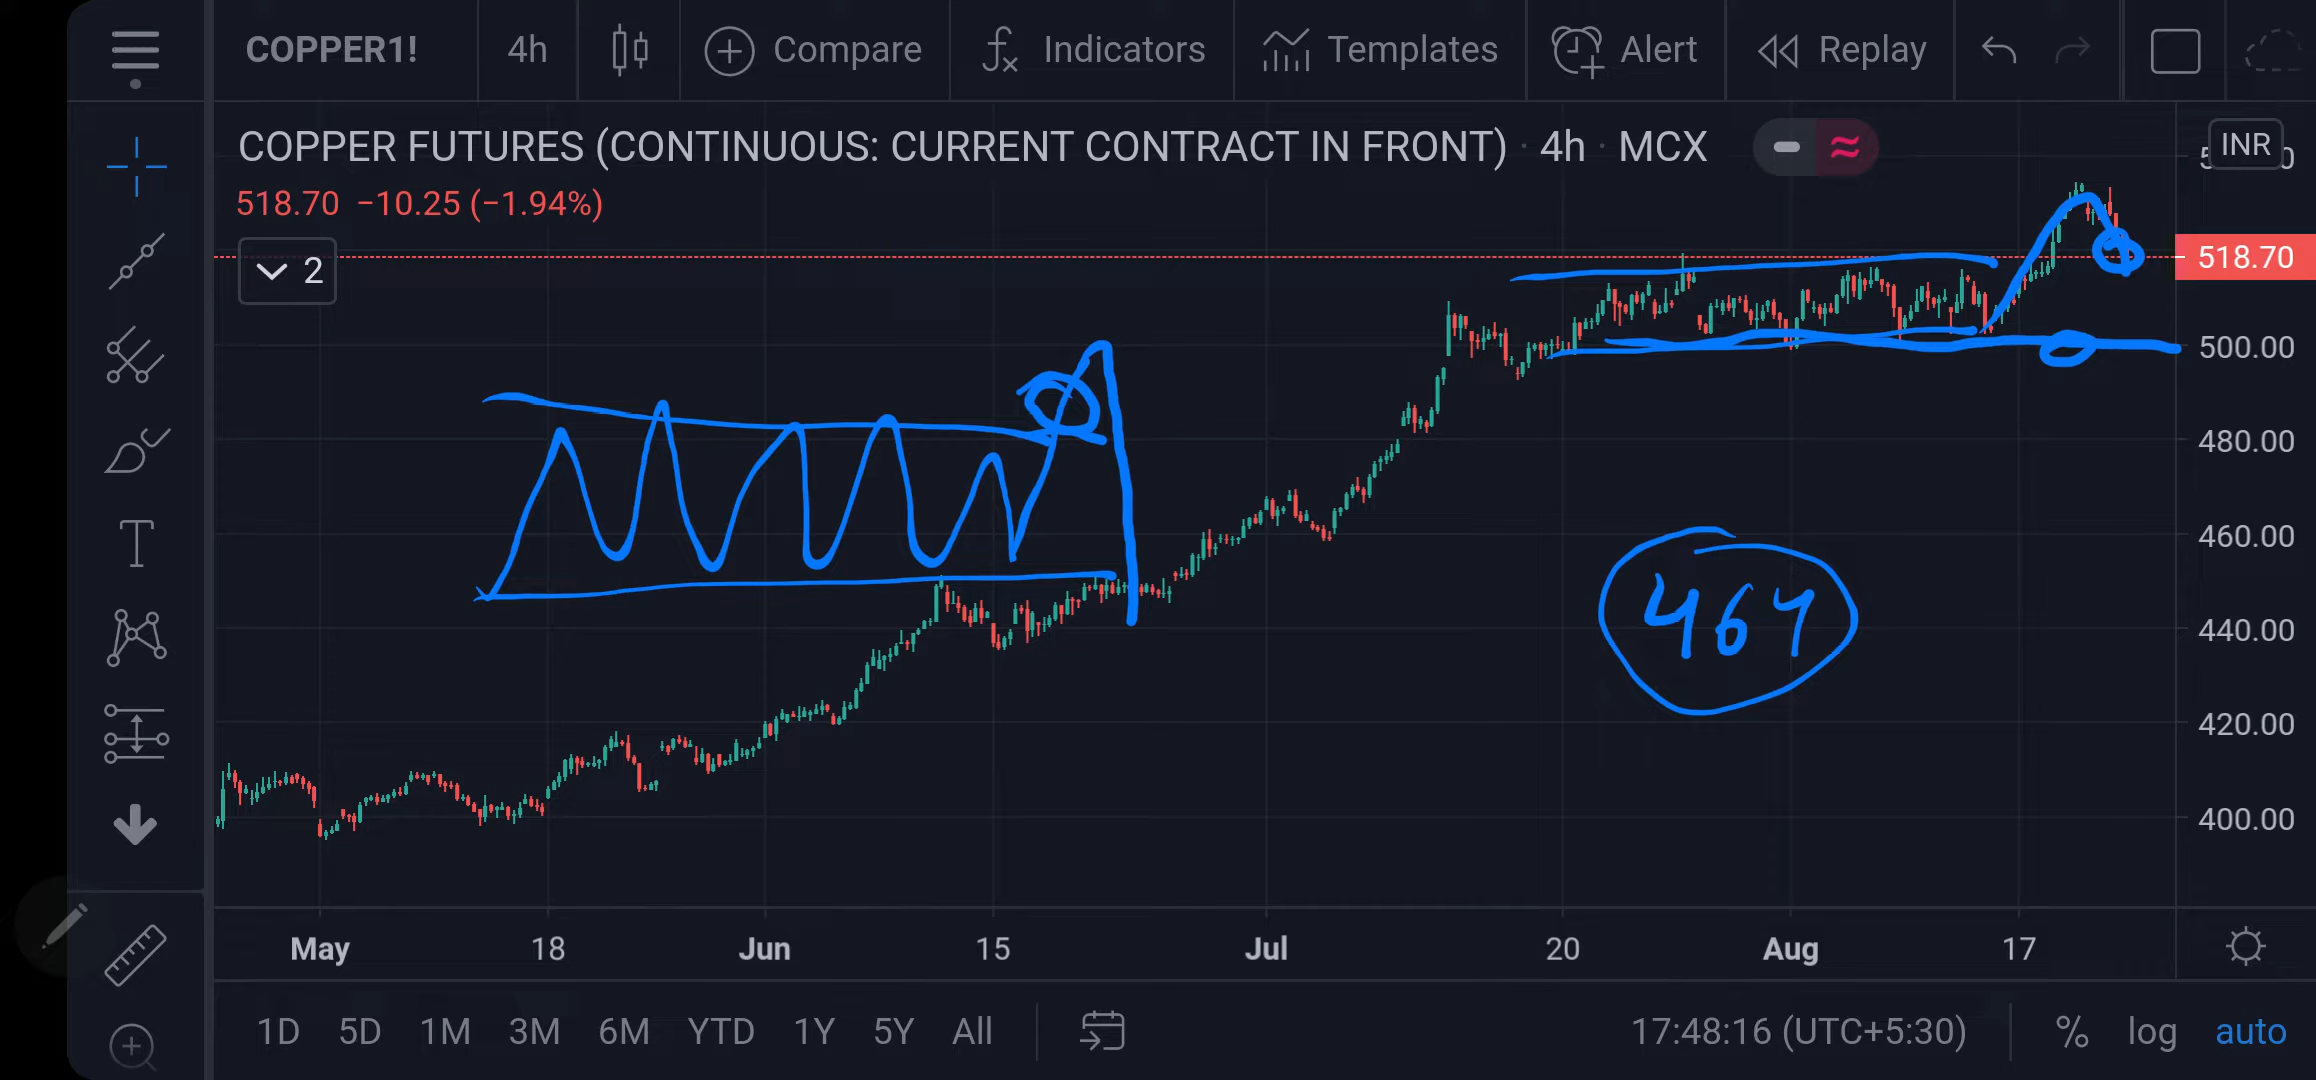 COPPER1! 4h Compare Indicators Templates Alert Replay
COPPER FUTURES (CONTINUOUS: CURRENT CONTRACT IN FRONT) · 4h · MCX
INR
518.70 −10.25 (−1.94%)
2
518.70
500.00
480.00
460.00
464
440.00
420.00
400.00
May 18 Jun 15 Jul 20 Aug 17
1D 5D 1M 3M 6M YTD 1Y 5Y All 17:48:16 (UTC+5:30) % log auto